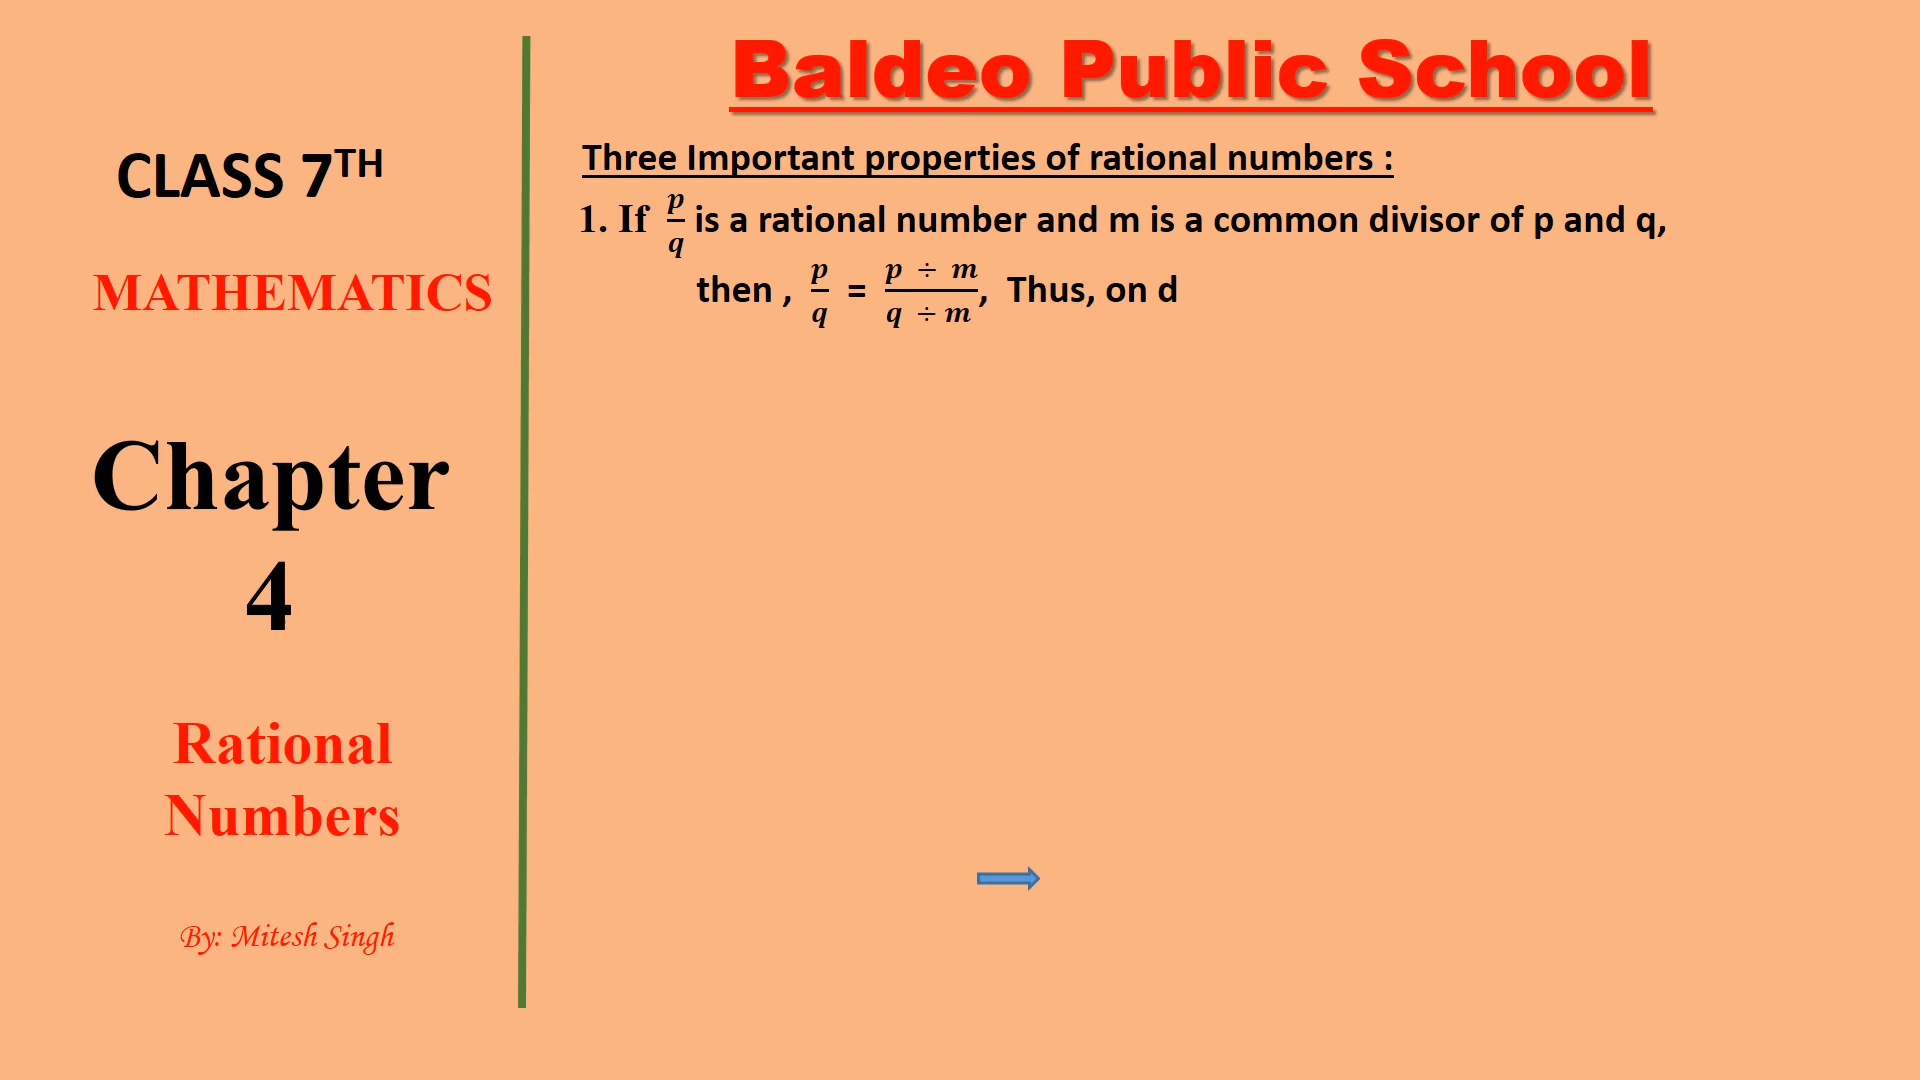 Baldeo Public School
CLASS 7TH
MATHEMATICS
Chapter
4
Rational
Numbers
By: Mitesh Singh
Three Important properties of rational numbers :
1. If p/q is a rational number and m is a common divisor of p and q,
then , p/q = (p ÷ m)/(q ÷ m), Thus, on d